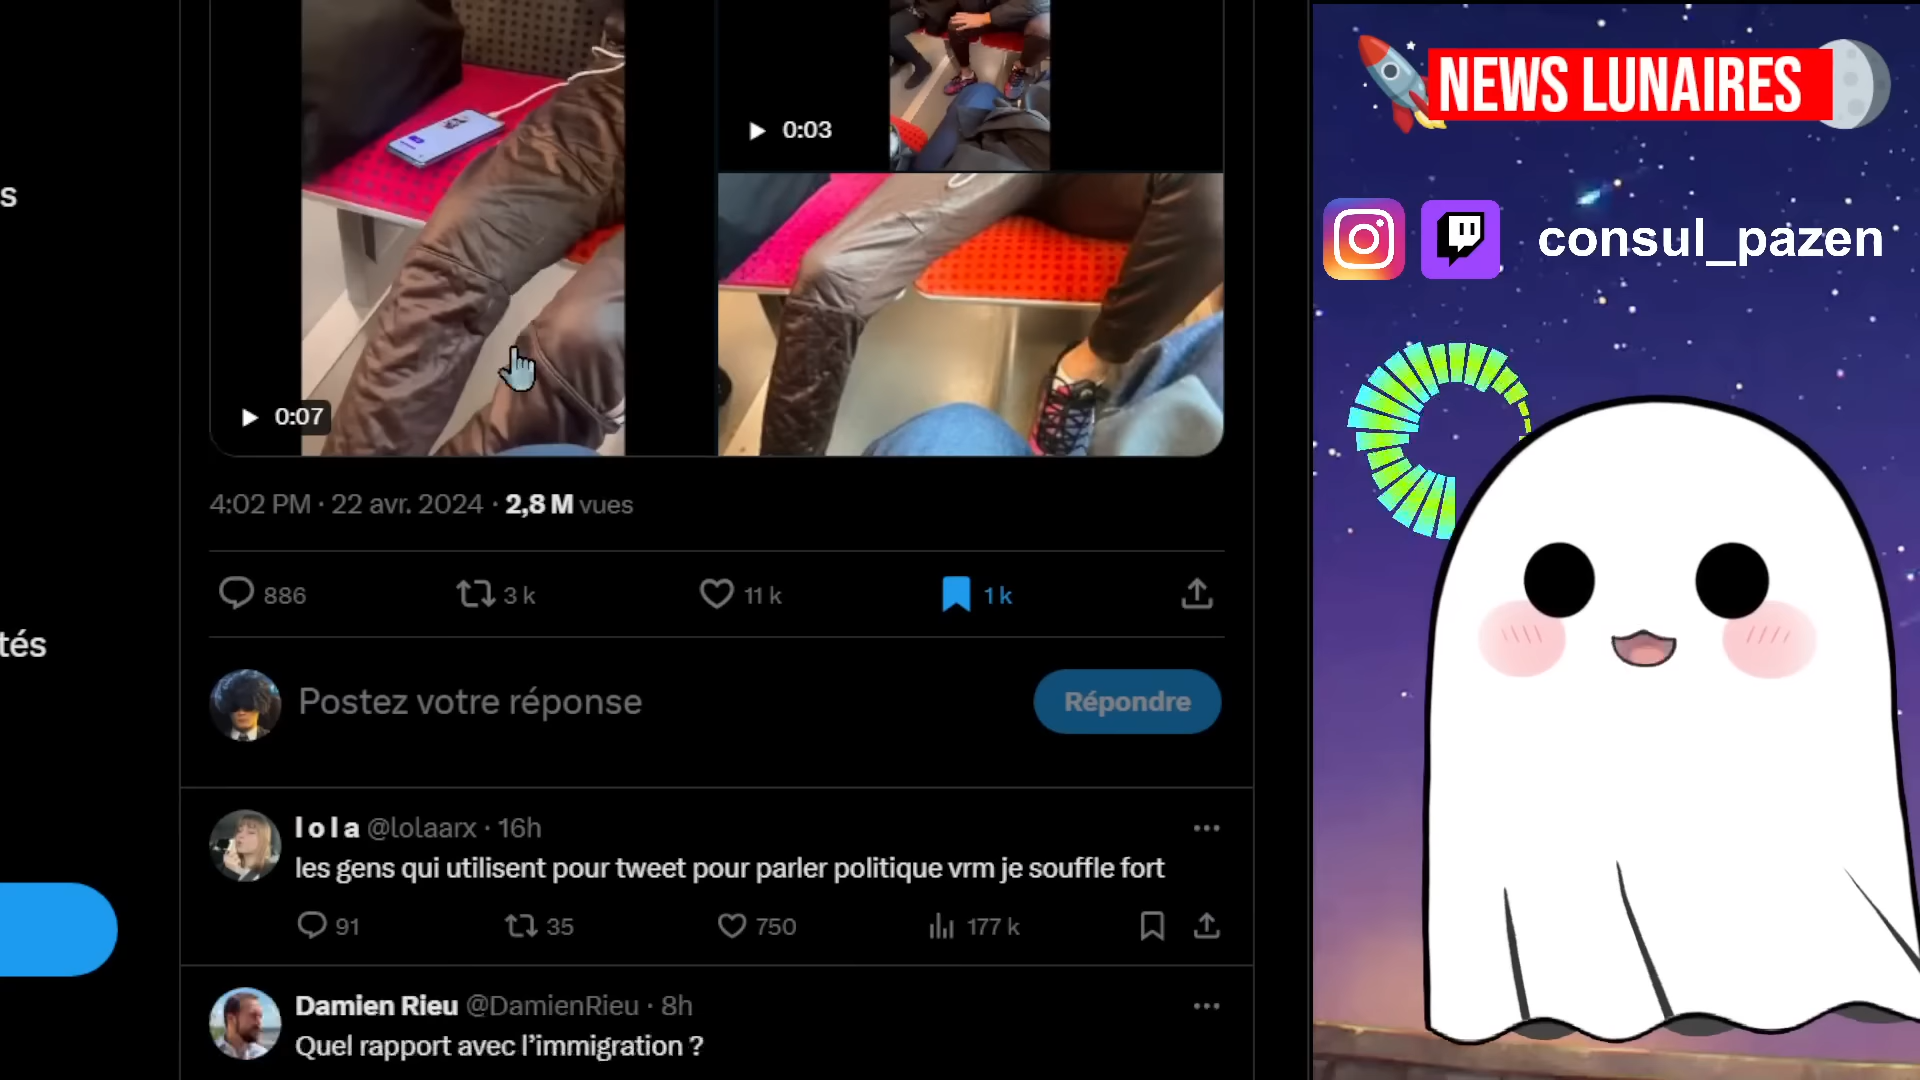 s
tés
0:03
0:07
4:02 PM · 22 avr. 2024 · 2,8 M vues
886 3 k 11 k 1 k
Postez votre réponse
Répondre
l o l a @lolaarx · 16h
les gens qui utilisent pour tweet pour parler politique vrm je souffle fort
91 35 750 177 k
Damien Rieu @DamienRieu · 8h
Quel rapport avec l’immigration ?
NEWS LUNAIRES
consul_pazen